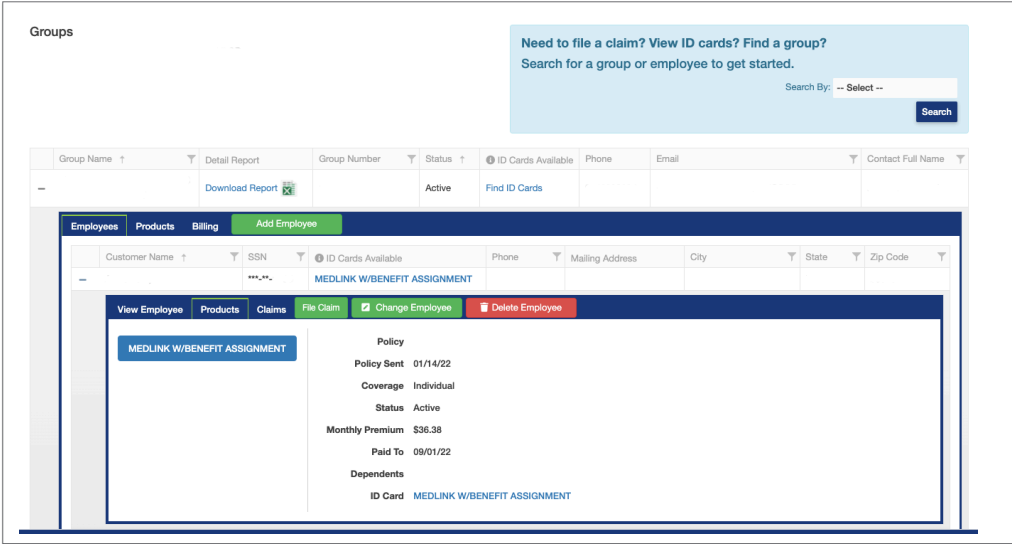 Groups
Need to file a claim? View ID cards? Find a group?
Search for a group or employee to get started.
Search By: -- Select --
Search
Group Name ↑ Detail Report Group Number Status ↑ ID Cards Available Phone Email Contact Full Name
Download Report Active Find ID Cards
Employees Products Billing Add Employee
Customer Name ↑ SSN ID Cards Available Phone Mailing Address City State Zip Code
***-**- MEDLINK W/BENEFIT ASSIGNMENT
View Employee Products Claims File Claim Change Employee Delete Employee
MEDLINK W/BENEFIT ASSIGNMENT
Policy
Policy Sent 01/14/22
Coverage Individual
Status Active
Monthly Premium $36.38
Paid To 09/01/22
Dependents
ID Card MEDLINK W/BENEFIT ASSIGNMENT